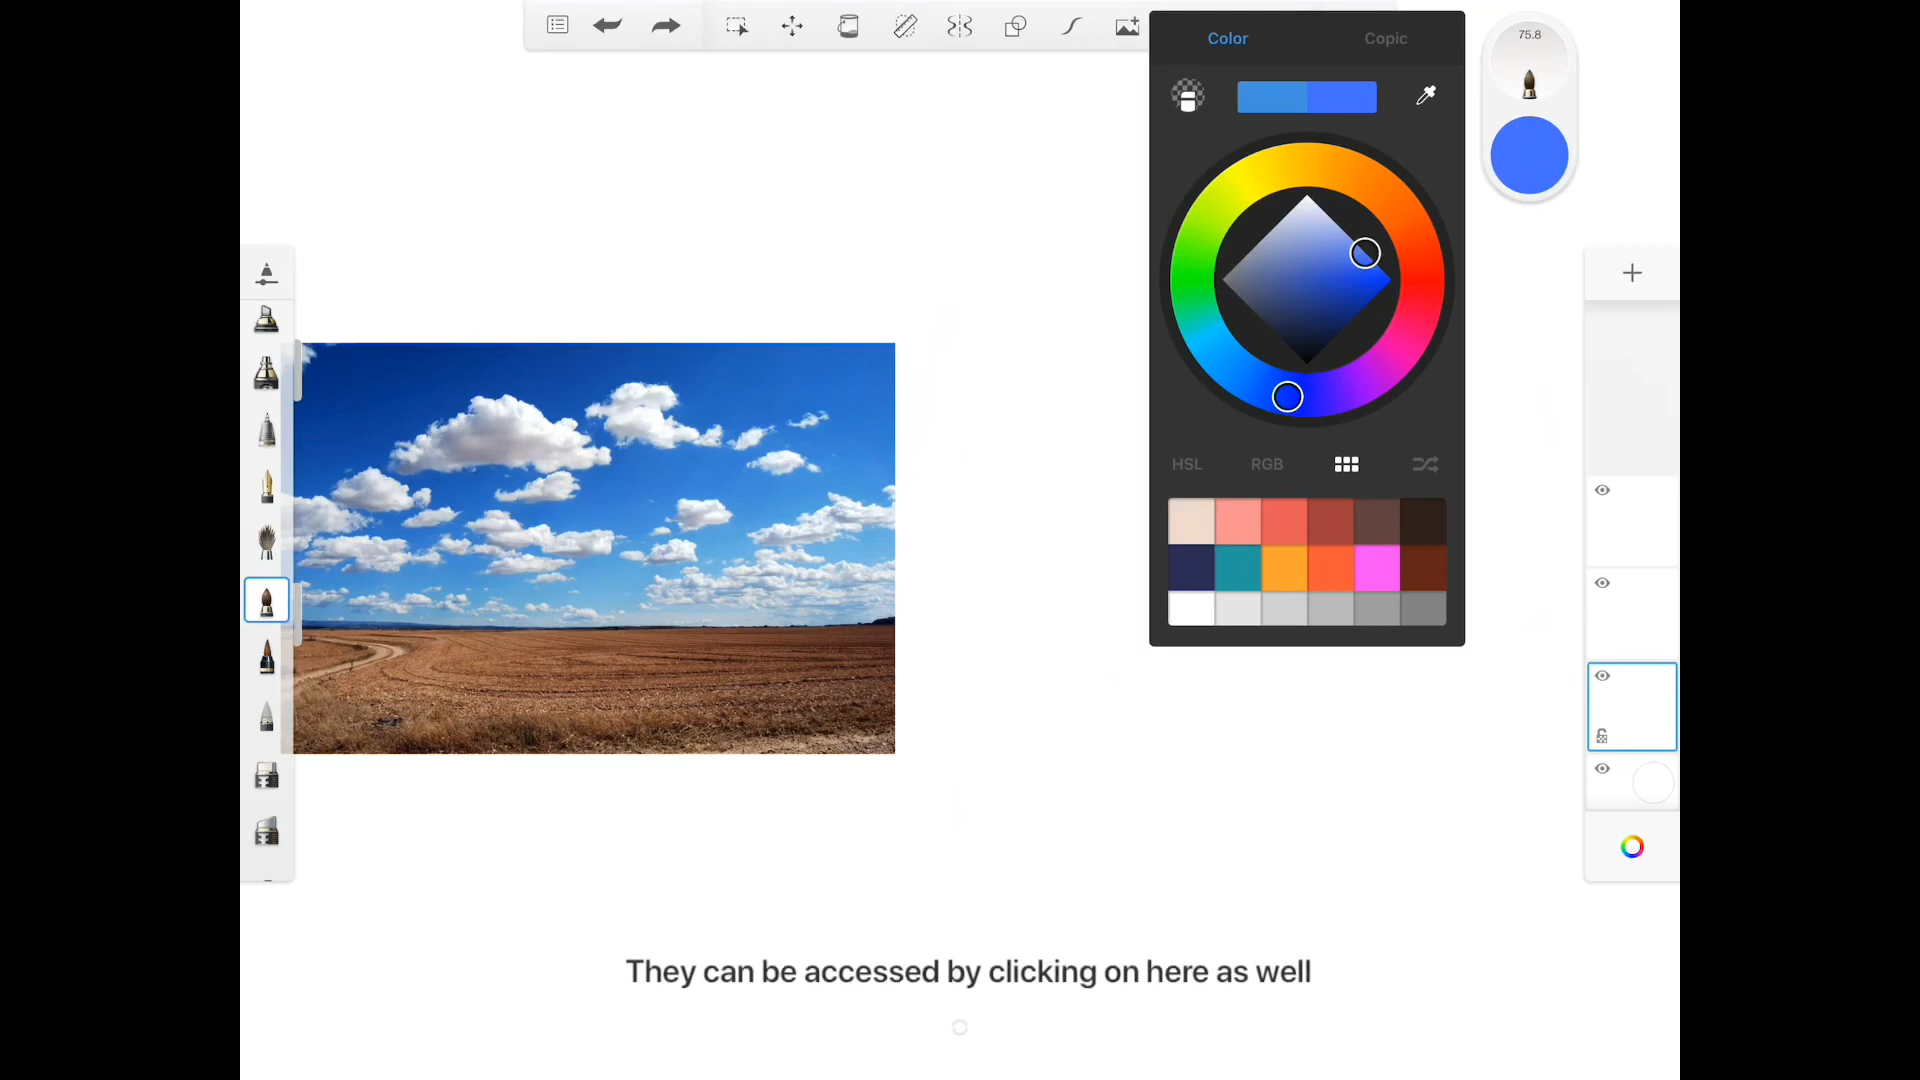 Color
Copic
75.8
HSL
RGB
They can be accessed by clicking on here as well